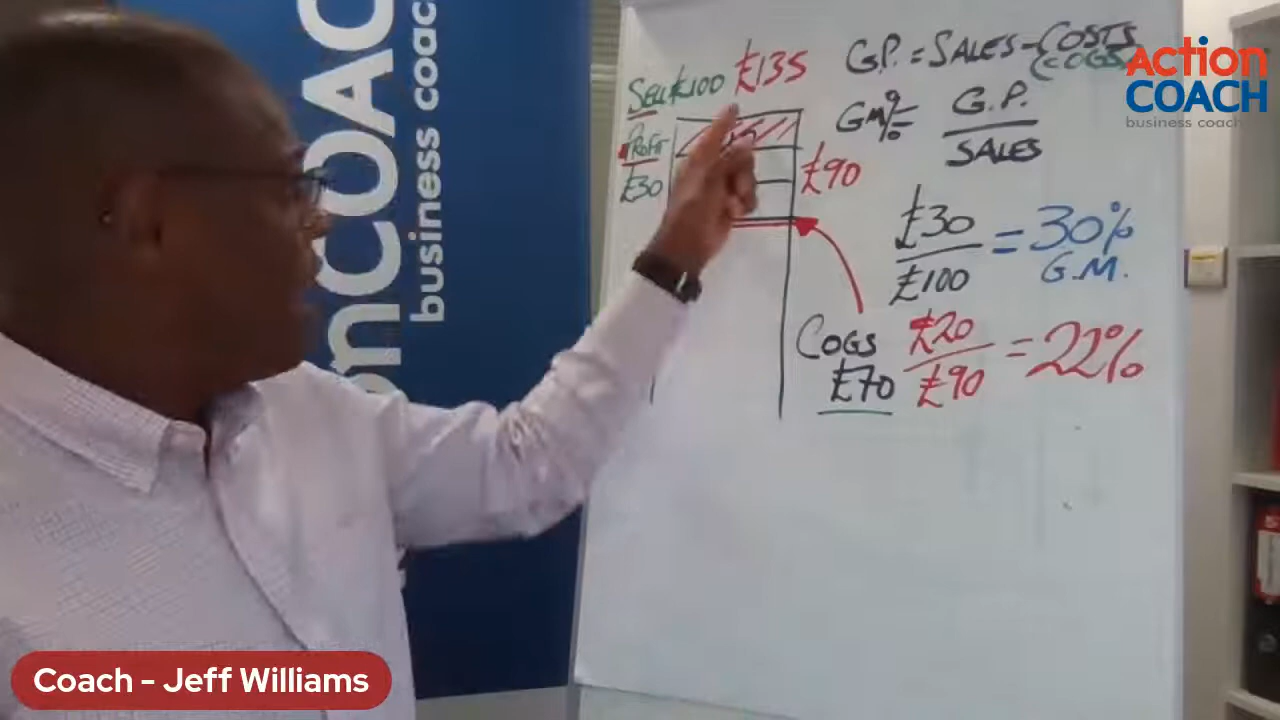 nCOAC
business coac
onCOAC
SELL £100 £135
PROFIT
£30
£90
G.P. = SALES - COSTS
(COGS)
GM% = G.P.
SALES
£30
£100
= 30%
G.M.
COGS
£70
£20
£90
= 22%
ACTION
COACH
business coach
Coach - Jeff Williams